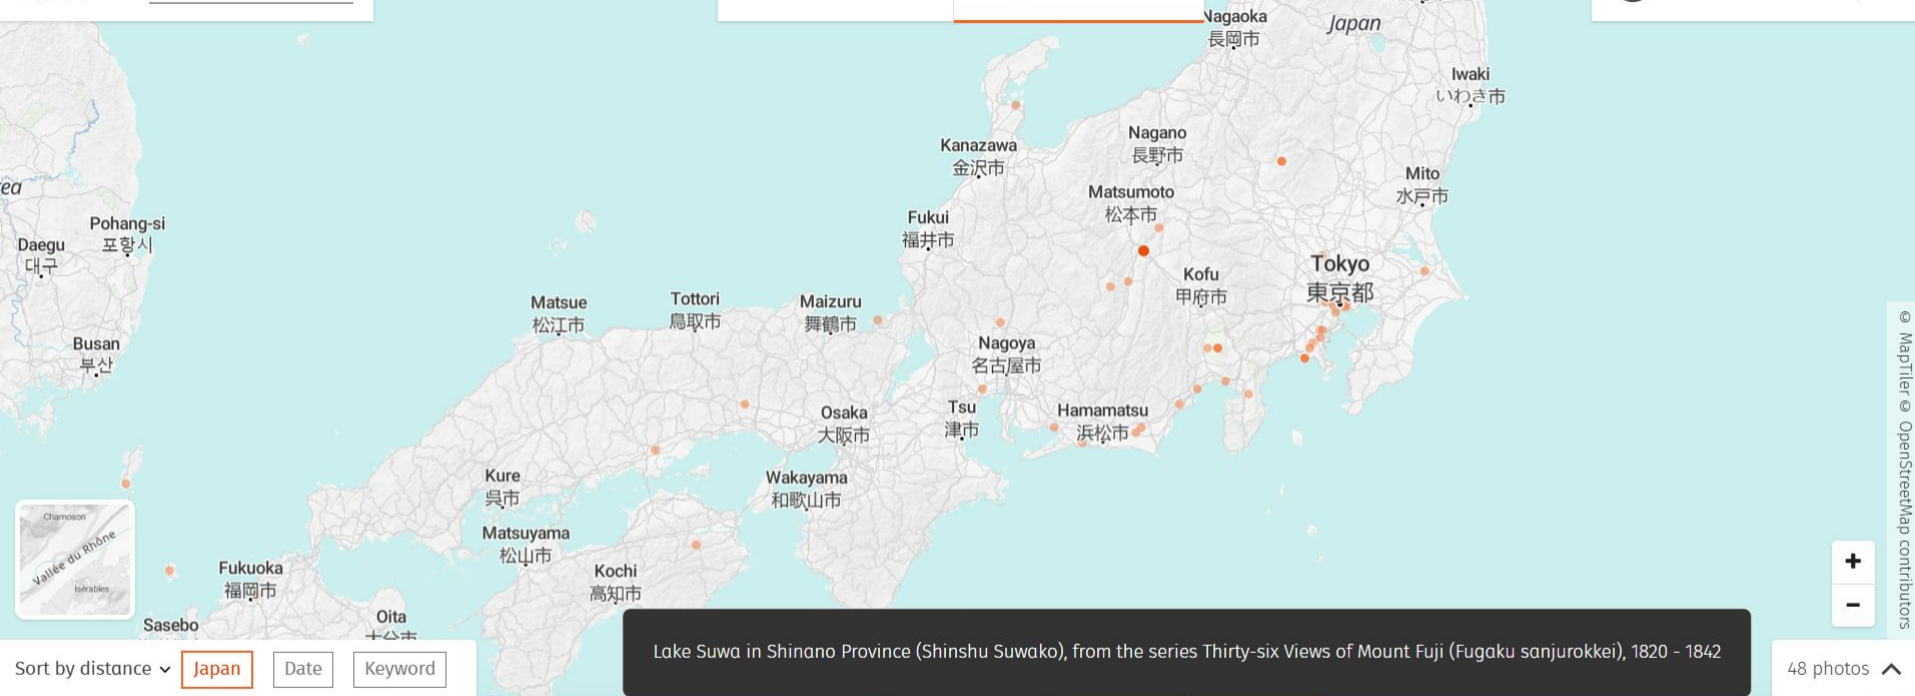 Nagaoka
長岡市
Japan
Iwaki
いわき市
Nagano
長野市
Kanazawa
金沢市
Mito
水戸市
Matsumoto
松本市
ea
Pohang-si
포항시
Daegu
대구
Fukui
福井市
Tokyo
東京都
Kofu
甲府市
Matsue
松江市
Tottori
鳥取市
Maizuru
舞鶴市
Busan
부산
Nagoya
名古屋市
Osaka
大阪市
Tsu
津市
Hamamatsu
浜松市
Kure
呉市
Wakayama
和歌山市
Matsuyama
松山市
Fukuoka
福岡市
Kochi
高知市
Oita
大分市
Sasebo
Chamoson
Vallée du Rhône
Isérables
© MapTiler © OpenStreetMap contributors
+
−
Lake Suwa in Shinano Province (Shinshu Suwako), from the series Thirty-six Views of Mount Fuji (Fugaku sanjurokkei), 1820 - 1842
Sort by distance Japan Date Keyword
48 photos